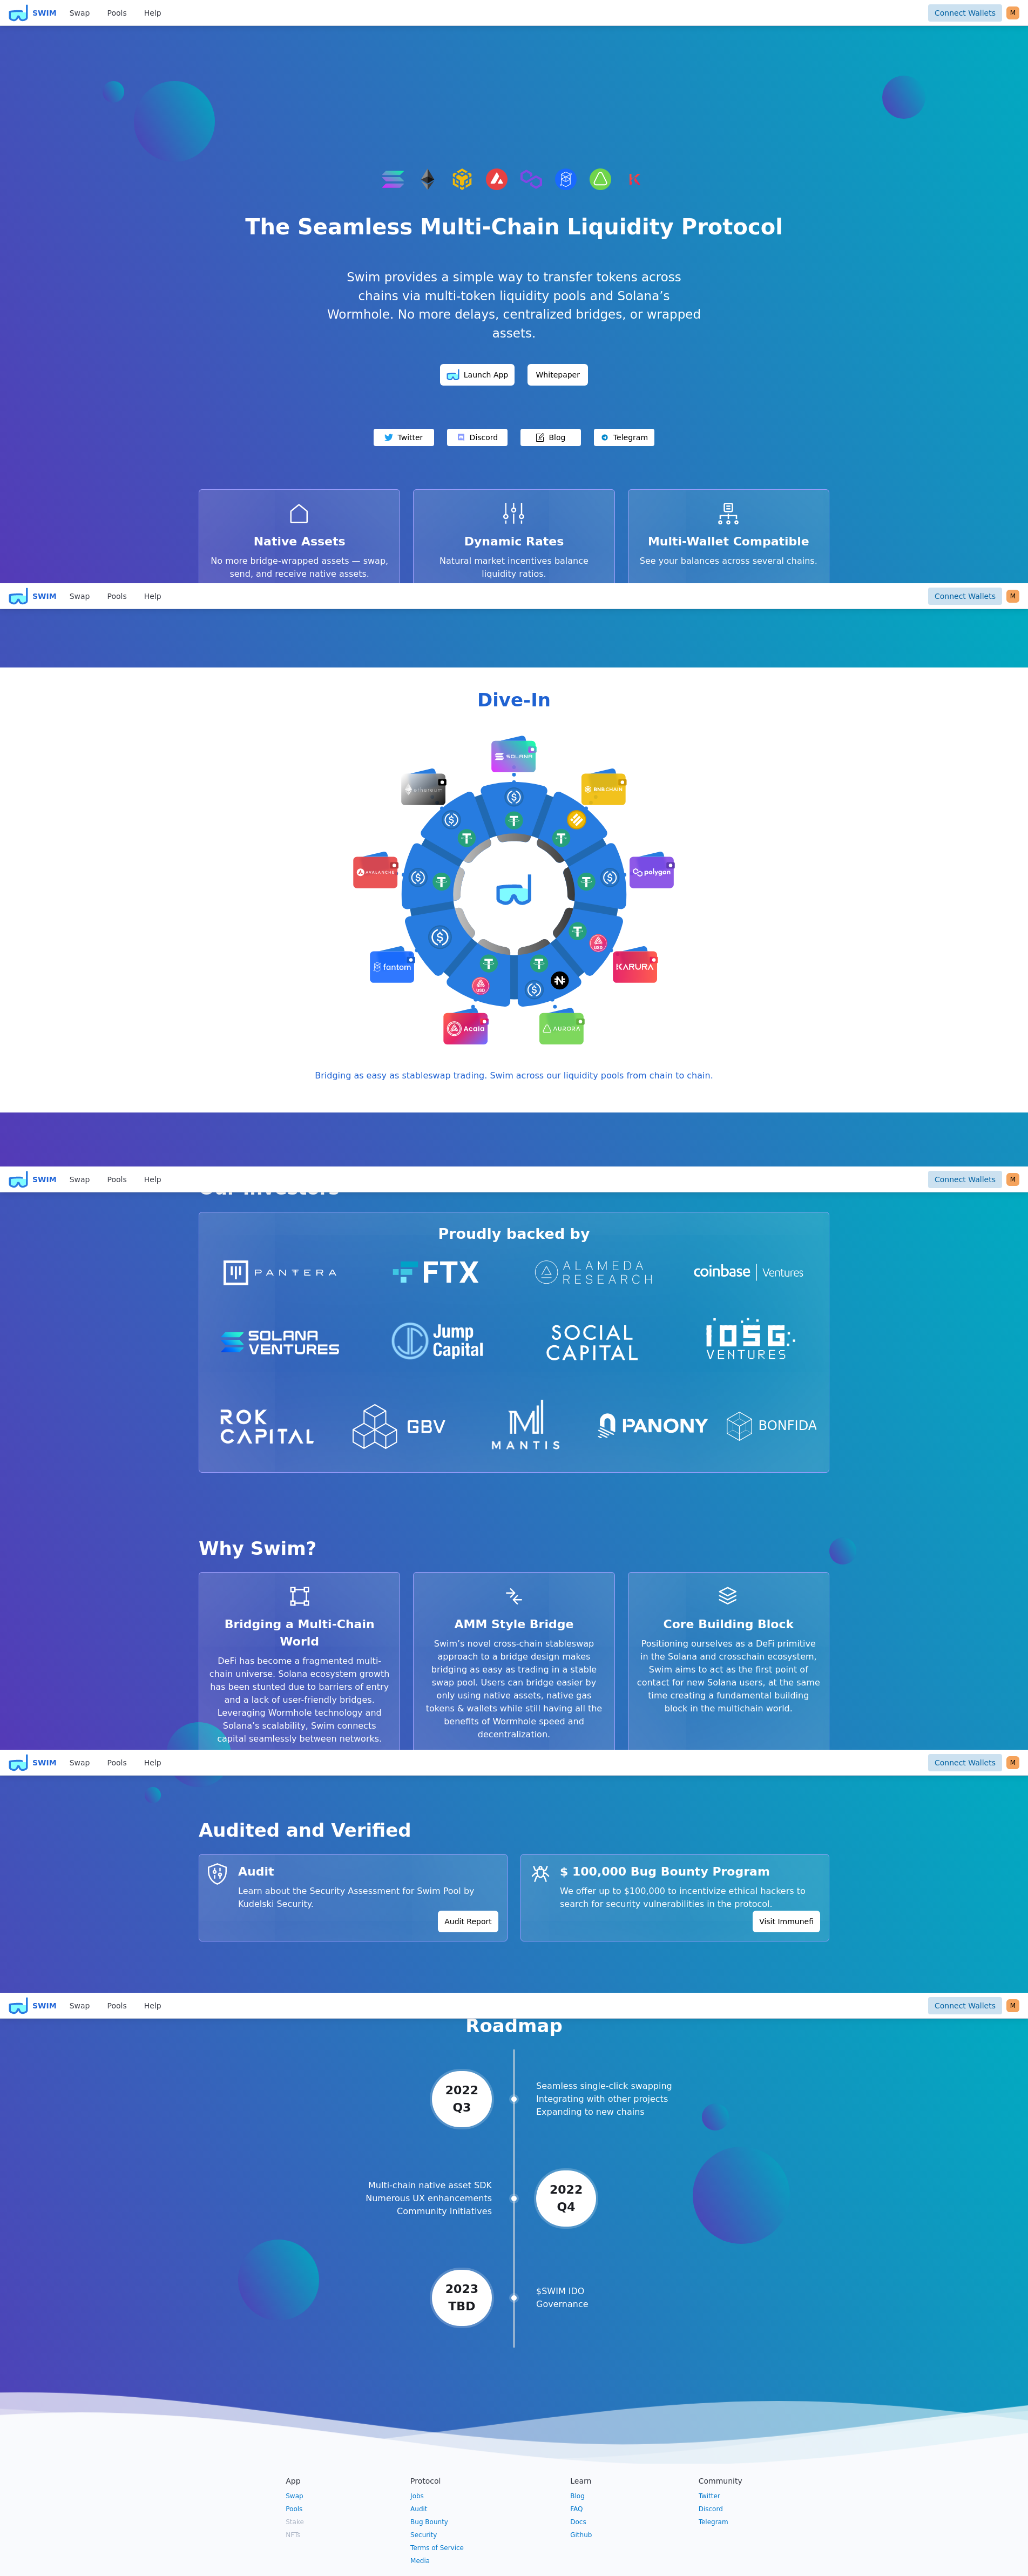 SWIM Swap Pools Help Connect Wallets M
The Seamless Multi-Chain Liquidity Protocol
Swim provides a simple way to transfer tokens across
chains via multi-token liquidity pools and Solana’s
Wormhole. No more delays, centralized bridges, or wrapped
assets.
Launch App Whitepaper
Twitter Discord Blog Telegram
Native Assets
No more bridge-wrapped assets — swap,
send, and receive native assets.
Dynamic Rates
Natural market incentives balance
liquidity ratios.
Multi-Wallet Compatible
See your balances across several chains.
SWIM Swap Pools Help Connect Wallets M
Dive-In
SOLANA
ethereum
BNB CHAIN
AVALANCHE
polygon
fantom
KARURA
USD
USD
Acala
AURORA
Bridging as easy as stableswap trading. Swim across our liquidity pools from chain to chain.
SWIM Swap Pools Help Connect Wallets M
Our Investors
Proudly backed by
PANTERA
FTX
ALAMEDA
RESEARCH
coinbase | Ventures
SOLANA
VENTURES
Jump
Capital
SOCIAL
CAPITAL
IOSG
VENTURES
ROK
CAPITAL
GBV
MANTIS
PANONY
BONFIDA
Why Swim?
Bridging a Multi-Chain
World
DeFi has become a fragmented multi-
chain universe. Solana ecosystem growth
has been stunted due to barriers of entry
and a lack of user-friendly bridges.
Leveraging Wormhole technology and
Solana’s scalability, Swim connects
capital seamlessly between networks.
AMM Style Bridge
Swim’s novel cross-chain stableswap
approach to a bridge design makes
bridging as easy as trading in a stable
swap pool. Users can bridge easier by
only using native assets, native gas
tokens & wallets while still having all the
benefits of Wormhole speed and
decentralization.
Core Building Block
Positioning ourselves as a DeFi primitive
in the Solana and crosschain ecosystem,
Swim aims to act as the first point of
contact for new Solana users, at the same
time creating a fundamental building
block in the multichain world.
SWIM Swap Pools Help Connect Wallets M
Audited and Verified
Audit
Learn about the Security Assessment for Swim Pool by
Kudelski Security.
Audit Report
$ 100,000 Bug Bounty Program
We offer up to $100,000 to incentivize ethical hackers to
search for security vulnerabilities in the protocol.
Visit Immunefi
SWIM Swap Pools Help Connect Wallets M
Roadmap
2022
Q3
Seamless single-click swapping
Integrating with other projects
Expanding to new chains
Multi-chain native asset SDK
Numerous UX enhancements
Community Initiatives
2022
Q4
2023
TBD
$SWIM IDO
Governance
App
Swap
Pools
Stake
NFTs
Protocol
Jobs
Audit
Bug Bounty
Security
Terms of Service
Media
Learn
Blog
FAQ
Docs
Github
Community
Twitter
Discord
Telegram